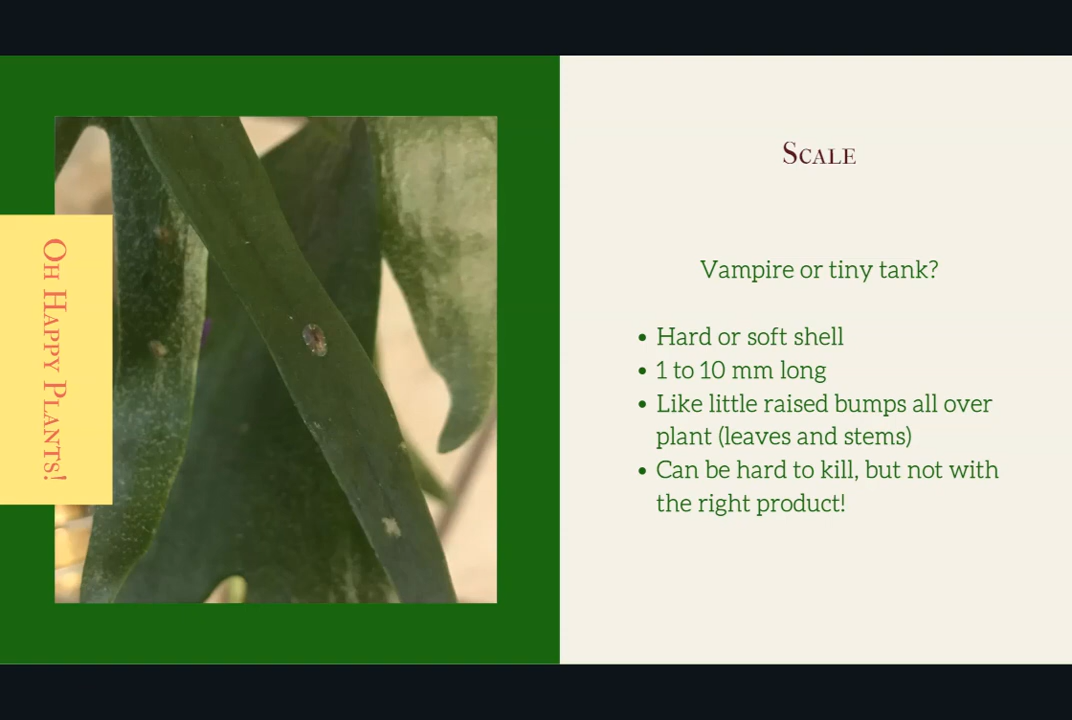 Oh Happy Plants!
Scale
Vampire or tiny tank?
• Hard or soft shell
• 1 to 10 mm long
• Like little raised bumps all over
plant (leaves and stems)
• Can be hard to kill, but not with
the right product!